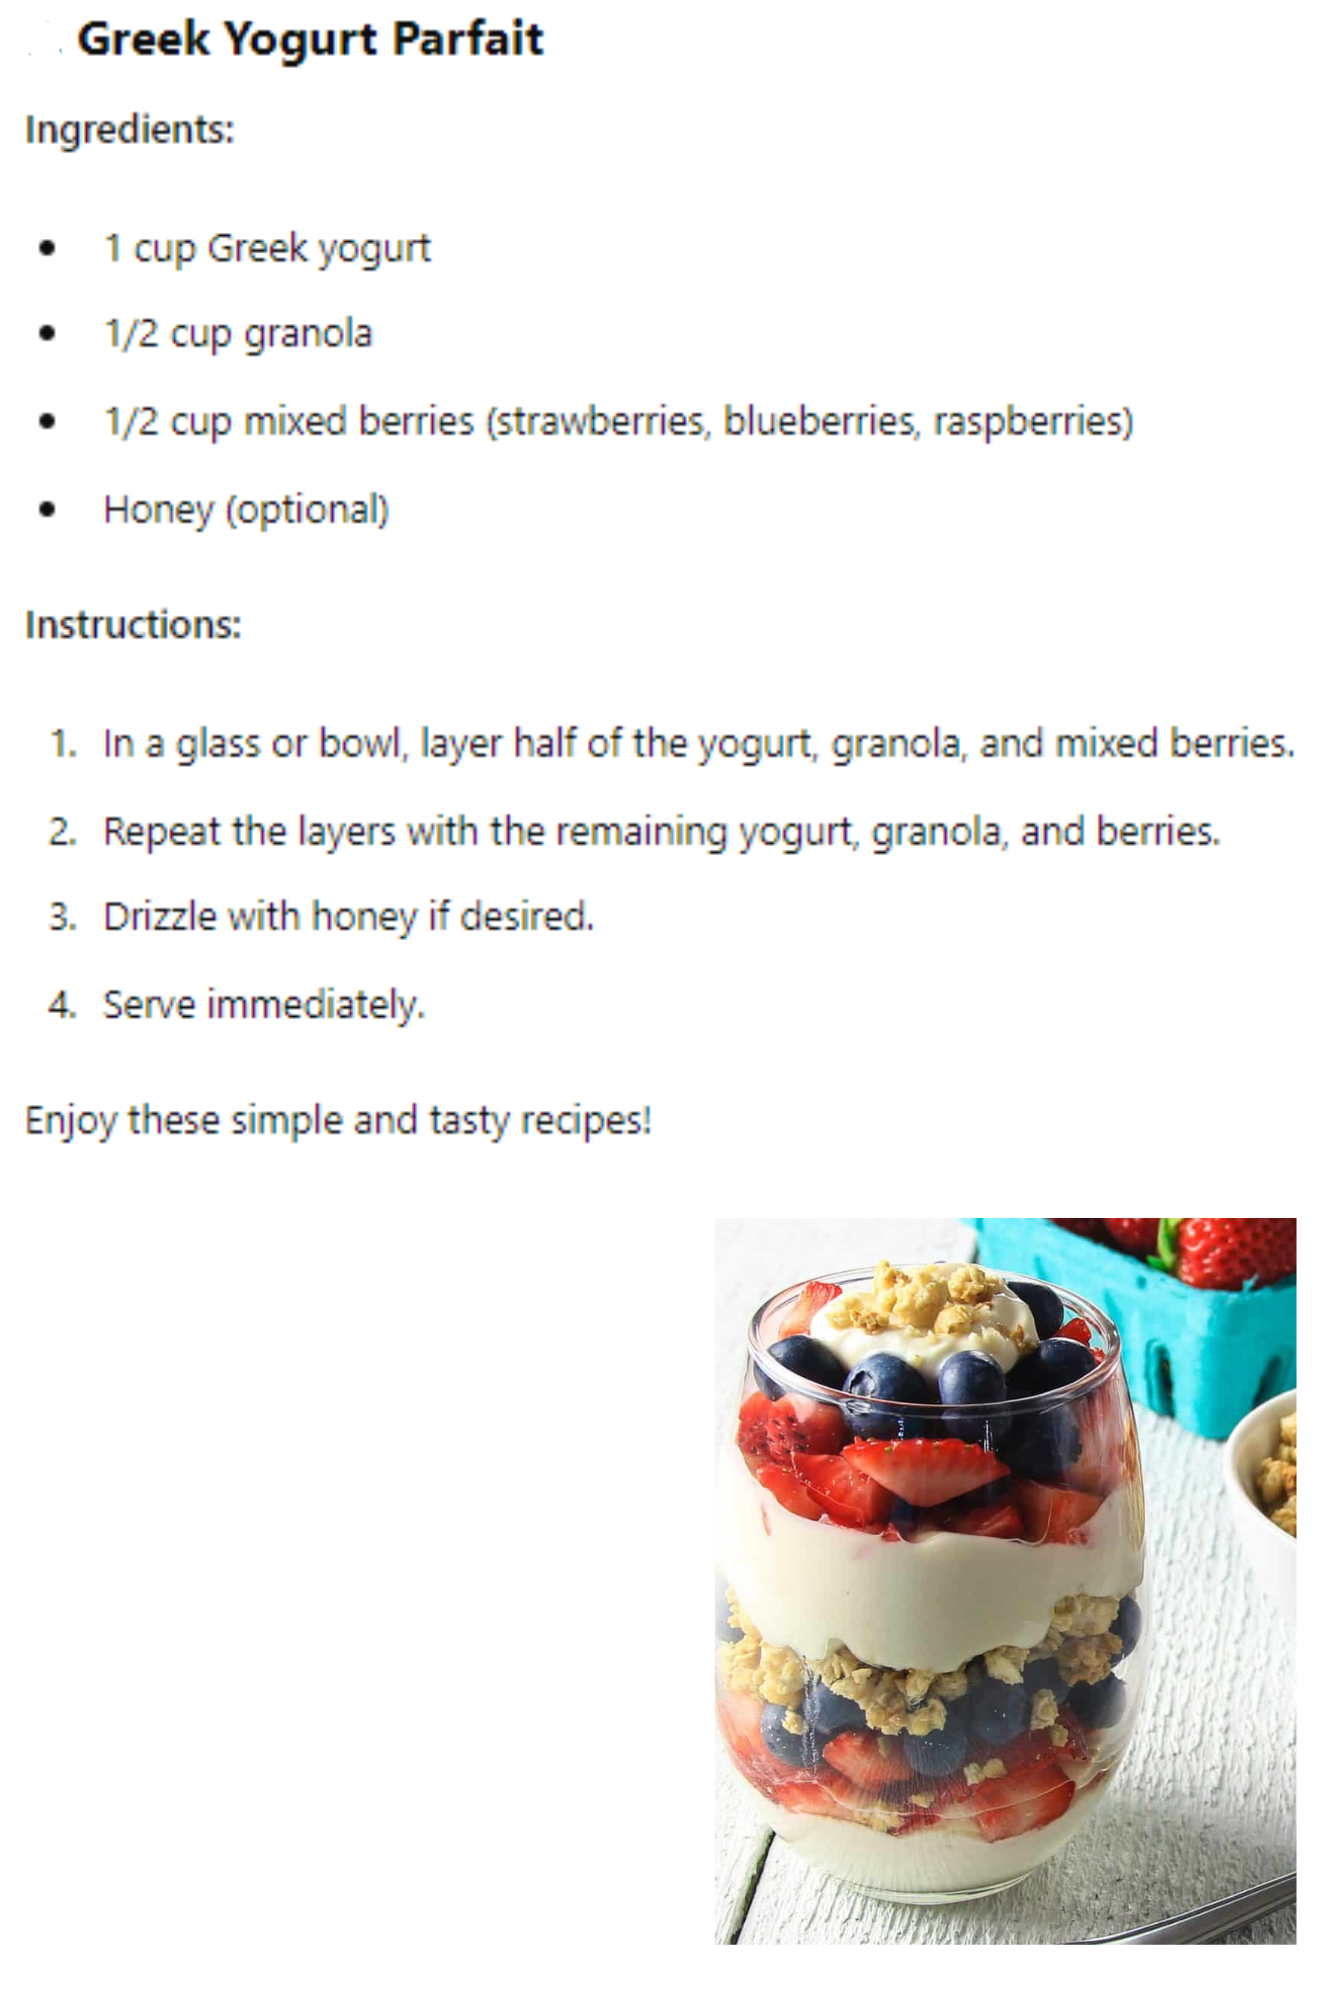 Greek Yogurt Parfait
Ingredients:
• 1 cup Greek yogurt
• 1/2 cup granola
• 1/2 cup mixed berries (strawberries, blueberries, raspberries)
• Honey (optional)
Instructions:
1. In a glass or bowl, layer half of the yogurt, granola, and mixed berries.
2. Repeat the layers with the remaining yogurt, granola, and berries.
3. Drizzle with honey if desired.
4. Serve immediately.
Enjoy these simple and tasty recipes!